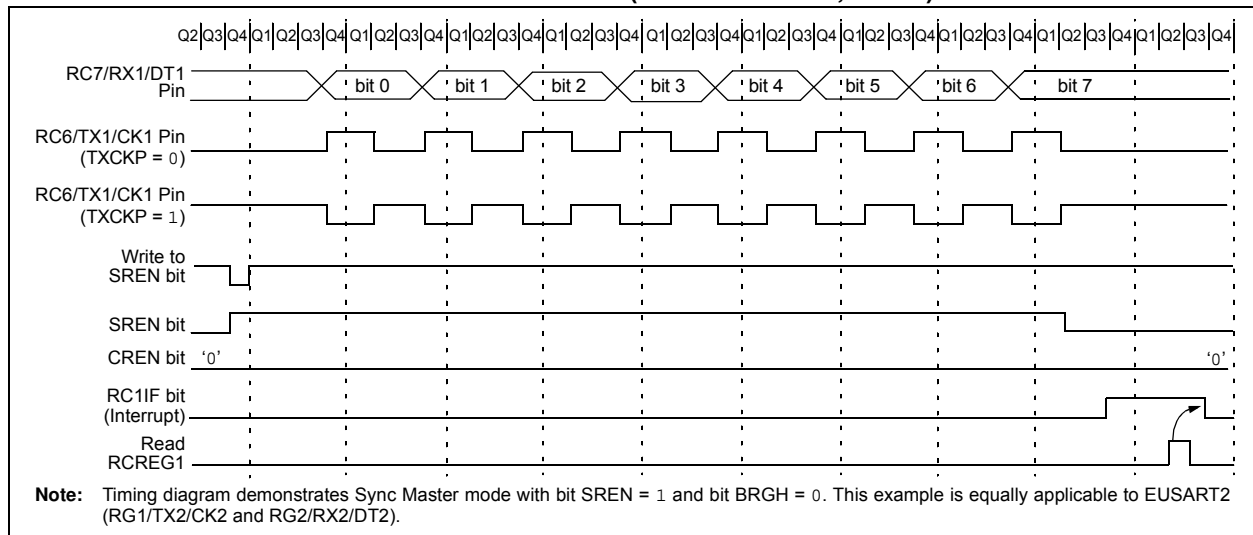 Q2 Q3 Q4 Q1 Q2 Q3 Q4 Q1 Q2 Q3 Q4 Q1 Q2 Q3 Q4 Q1 Q2 Q3 Q4 Q1 Q2 Q3 Q4 Q1 Q2 Q3 Q4 Q1 Q2 Q3 Q4 Q1 Q2 Q3 Q4 Q1 Q2 Q3 Q4 Q1 Q2 Q3 Q4
RC7/RX1/DT1 bit 0 bit 1 bit 2 bit 3 bit 4 bit 5 bit 6 bit 7
Pin
RC6/TX1/CK1 Pin
(TXCKP = 0)
RC6/TX1/CK1 Pin
(TXCKP = 1)
Write to
SREN bit
SREN bit
CREN bit ‘0’ ‘0’
RC1IF bit
(Interrupt)
Read
RCREG1
Note: Timing diagram demonstrates Sync Master mode with bit SREN = 1 and bit BRGH = 0. This example is equally applicable to EUSART2
(RG1/TX2/CK2 and RG2/RX2/DT2).